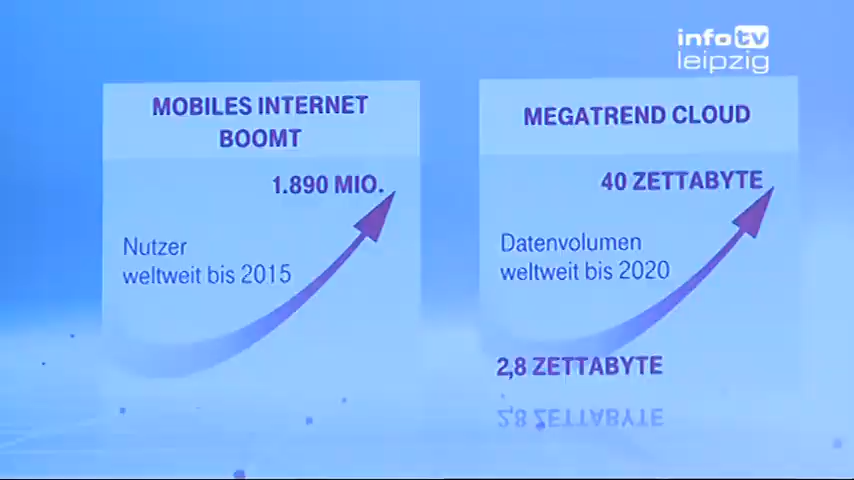 info tv
leipzig
MOBILES INTERNET
BOOMT
1.890 MIO.
Nutzer
weltweit bis 2015
MEGATREND CLOUD
40 ZETTABYTE
Datenvolumen
weltweit bis 2020
2,8 ZETTABYTE